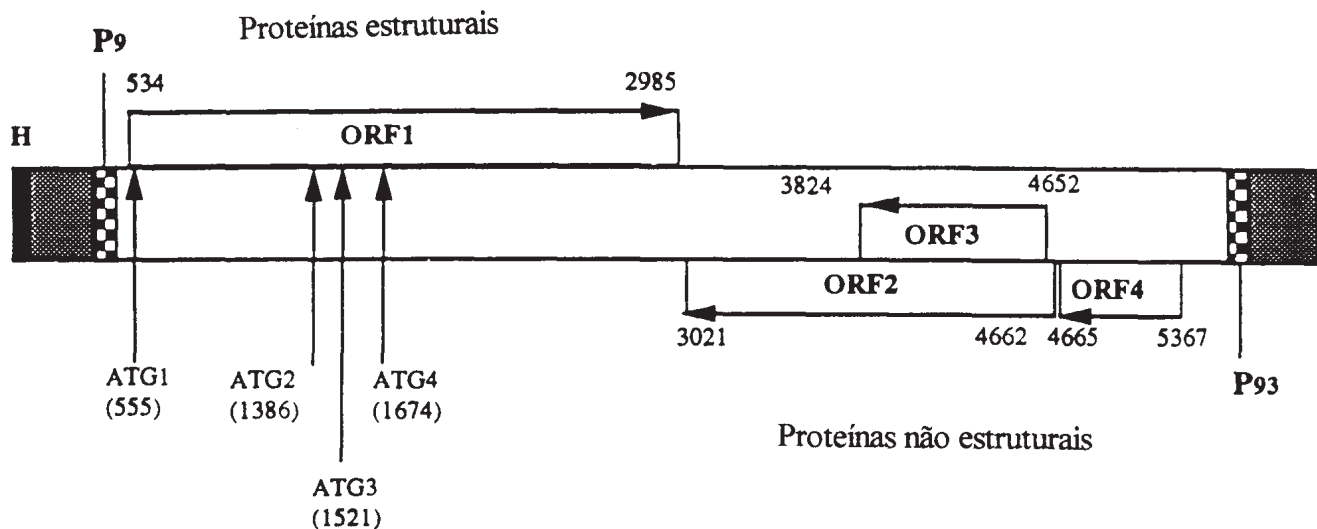 Proteínas estruturais
P9
534
2985
H
ORF1
3824
4652
ORF3
ORF2
ORF4
3021
4662
4665
5367
ATG1
(555)
ATG2
(1386)
ATG4
(1674)
P93
Proteínas não estruturais
ATG3
(1521)